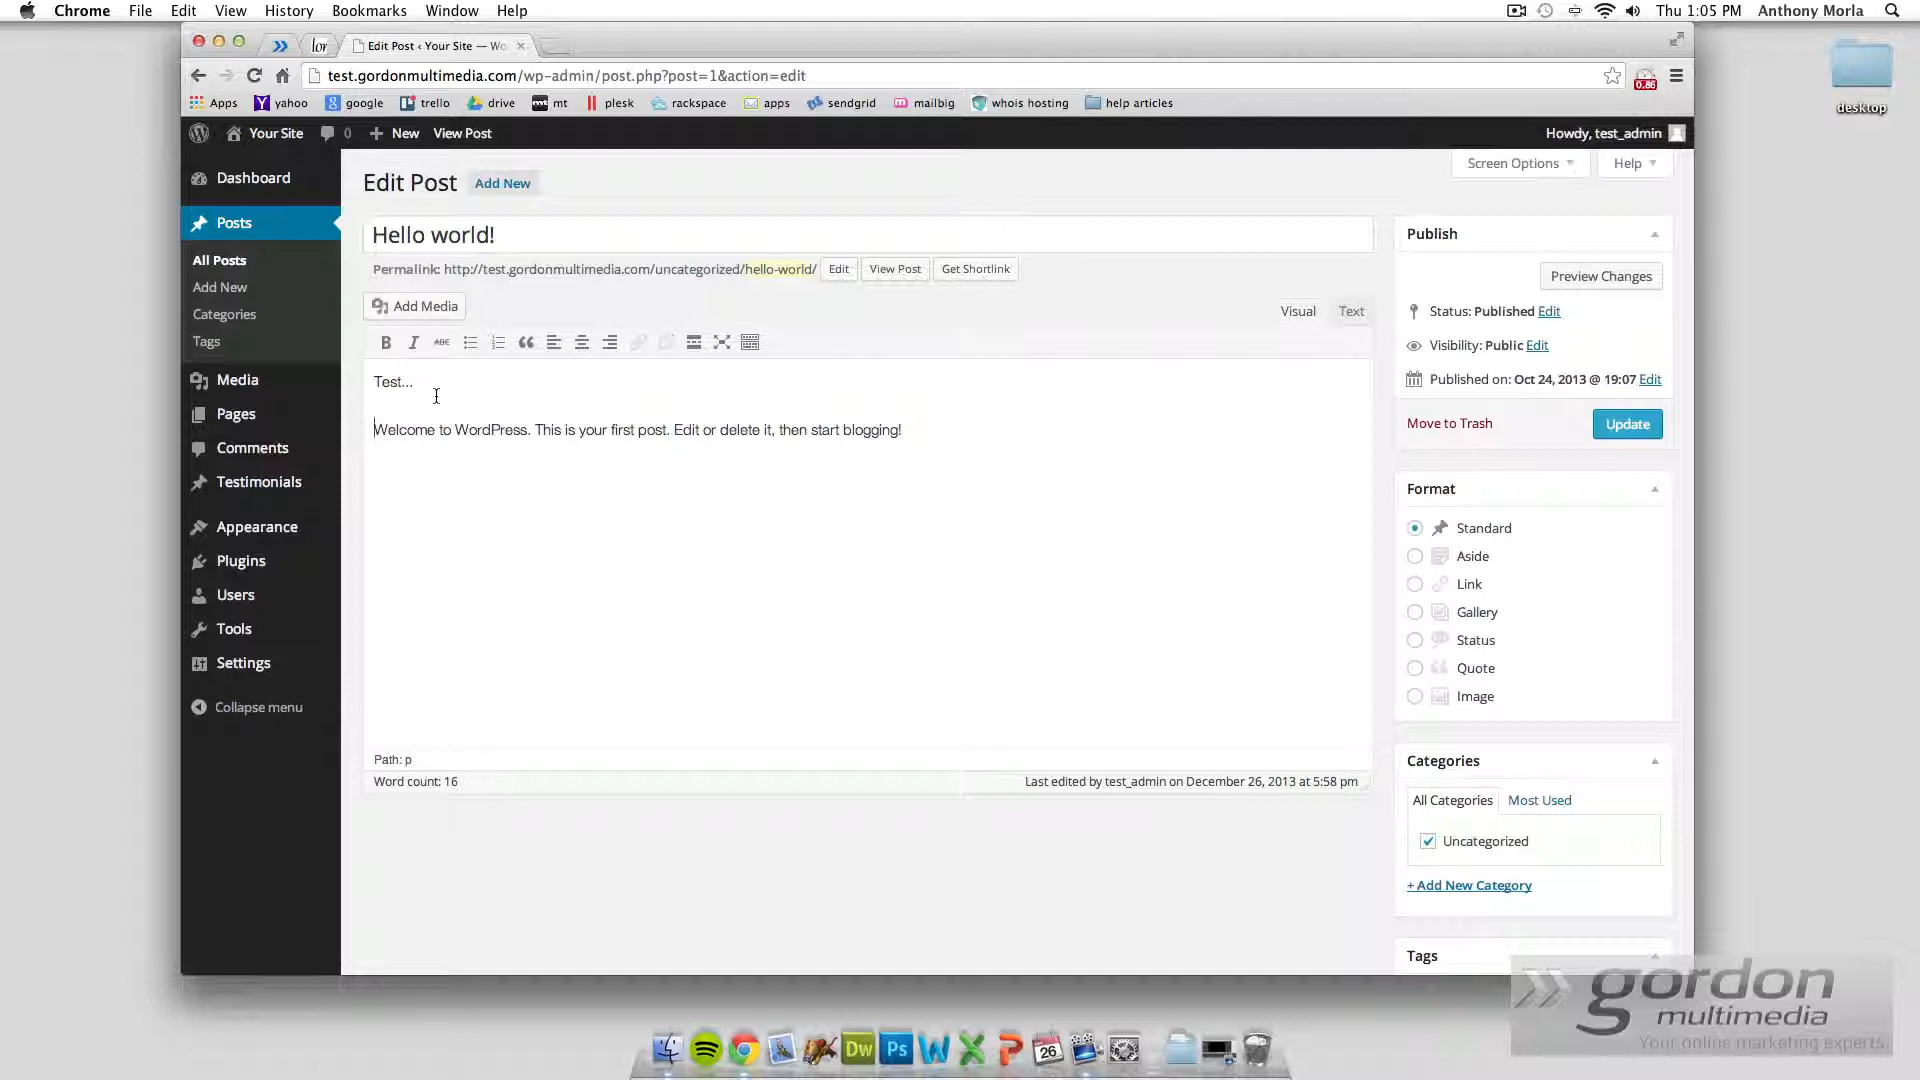 Chrome File Edit View History Bookmarks Window Help Thu 1:05 PM Anthony Morla
lor Edit Post ‹ Your Site — Wo
test.gordonmultimedia.com/wp-admin/post.php?post=1&action=edit
0.86
Apps yahoo google trello drive mt plesk rackspace apps sendgrid mailbig whois hosting help articles
desktop
Your Site 0 New View Post Howdy, test_admin
Screen Options Help
Dashboard
Posts
All Posts
Add New
Categories
Tags
Media
Pages
Comments
Testimonials
Appearance
Plugins
Users
Tools
Settings
Collapse menu
Edit Post Add New
Hello world!
Permalink: http://test.gordonmultimedia.com/uncategorized/hello-world/ Edit View Post Get Shortlink
Add Media
Visual Text
B I ABC
Test...
Welcome to WordPress. This is your first post. Edit or delete it, then start blogging!
Path: p
Word count: 16 Last edited by test_admin on December 26, 2013 at 5:58 pm
Publish
Preview Changes
Status: Published Edit
Visibility: Public Edit
Published on: Oct 24, 2013 @ 19:07 Edit
Move to Trash Update
Format
Standard
Aside
Link
Gallery
Status
Quote
Image
Categories
All Categories Most Used
Uncategorized
+ Add New Category
Tags
gordon
multimedia
Your online marketing experts.
Dw Ps W X P 26